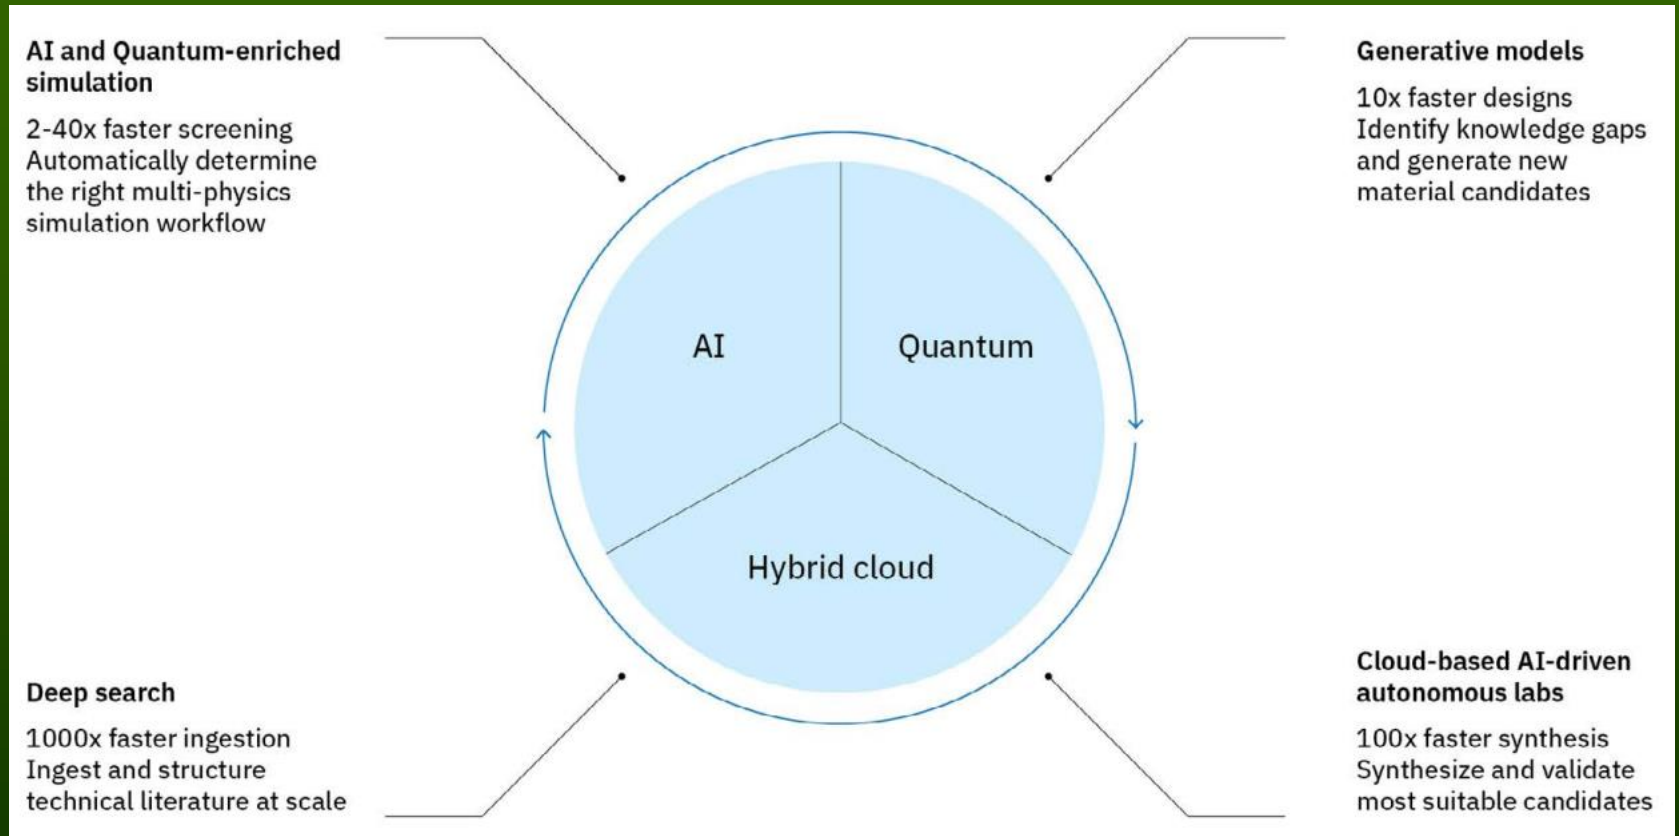 AI and Quantum-enriched
simulation
2-40x faster screening
Automatically determine
the right multi-physics
simulation workflow
Generative models
10x faster designs
Identify knowledge gaps
and generate new
material candidates
AI
Quantum
Hybrid cloud
Deep search
1000x faster ingestion
Ingest and structure
technical literature at scale
Cloud-based AI-driven
autonomous labs
100x faster synthesis
Synthesize and validate
most suitable candidates